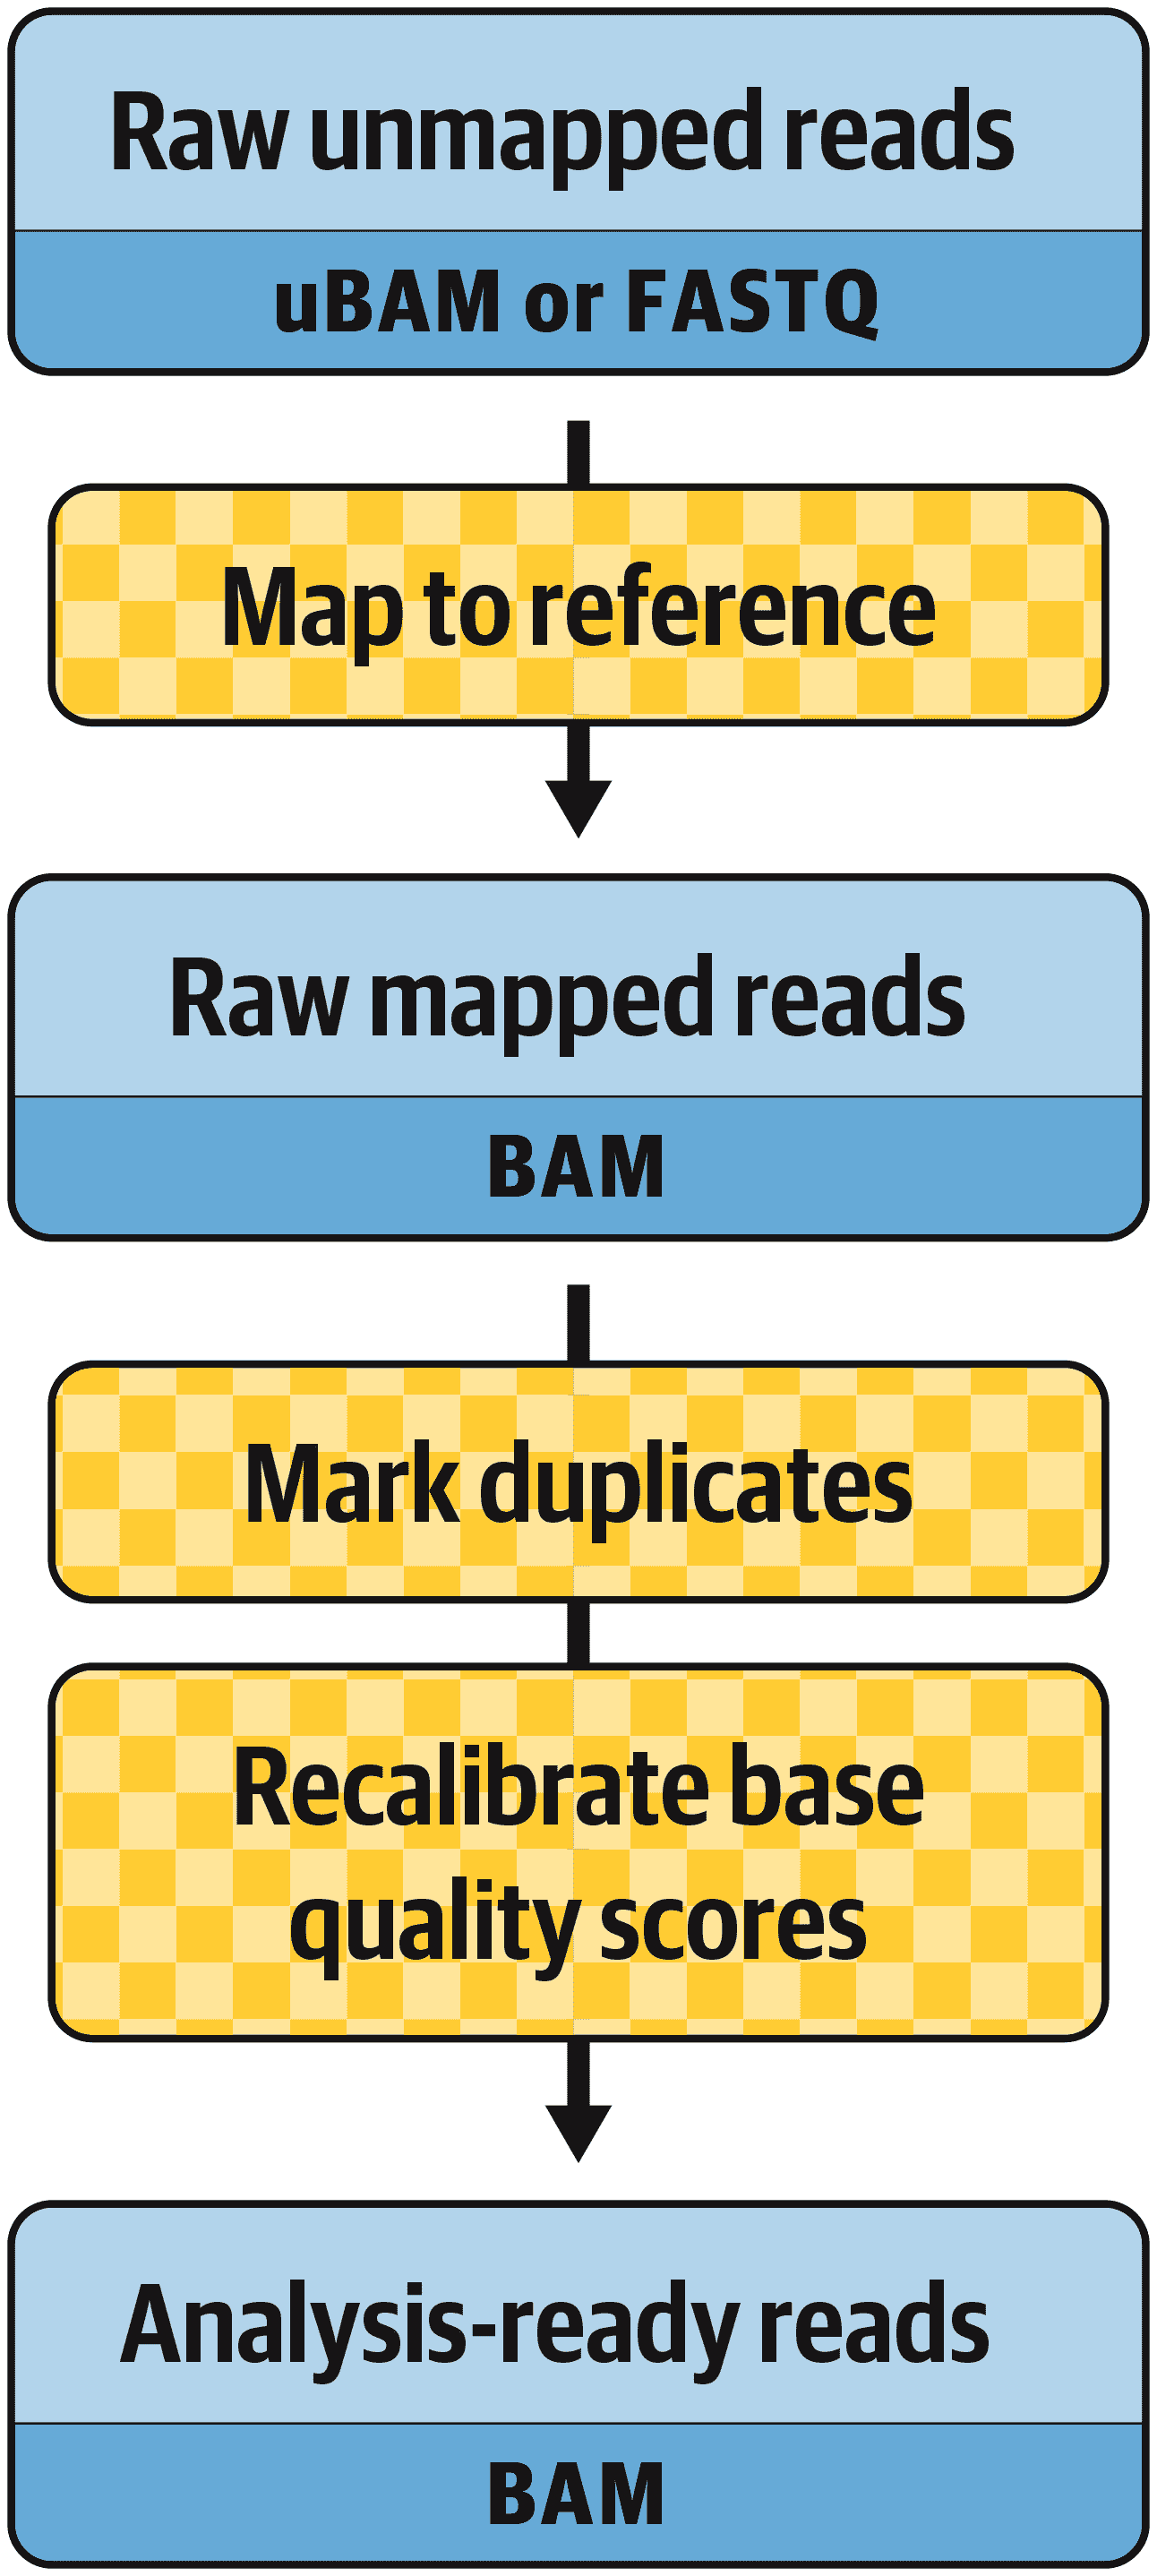 Raw unmapped reads
uBAM or FASTQ
Map to reference
Raw mapped reads
BAM
Mark duplicates
Recalibrate base
quality scores
Analysis-ready reads
BAM